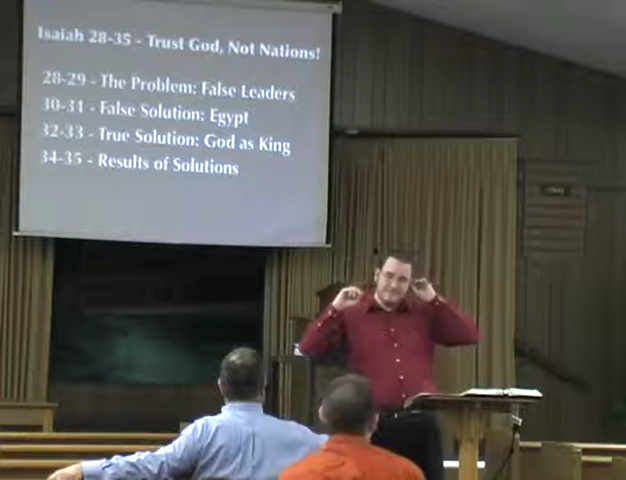 Isaiah 28-35 - Trust God, Not Nations!
28-29 - The Problem: False Leaders
30-31 - False Solution: Egypt
32-33 - True Solution: God as King
34-35 - Results of Solutions